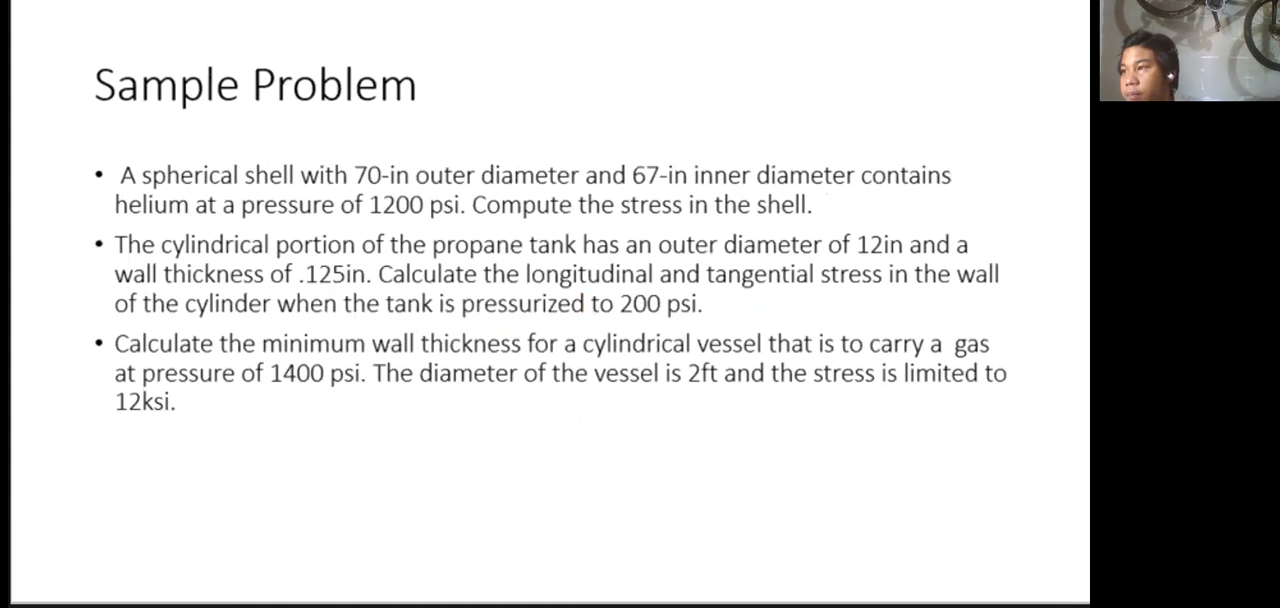 Sample Problem
• A spherical shell with 70-in outer diameter and 67-in inner diameter contains
helium at a pressure of 1200 psi. Compute the stress in the shell.
• The cylindrical portion of the propane tank has an outer diameter of 12in and a
wall thickness of .125in. Calculate the longitudinal and tangential stress in the wall
of the cylinder when the tank is pressurized to 200 psi.
• Calculate the minimum wall thickness for a cylindrical vessel that is to carry a gas
at pressure of 1400 psi. The diameter of the vessel is 2ft and the stress is limited to
12ksi.